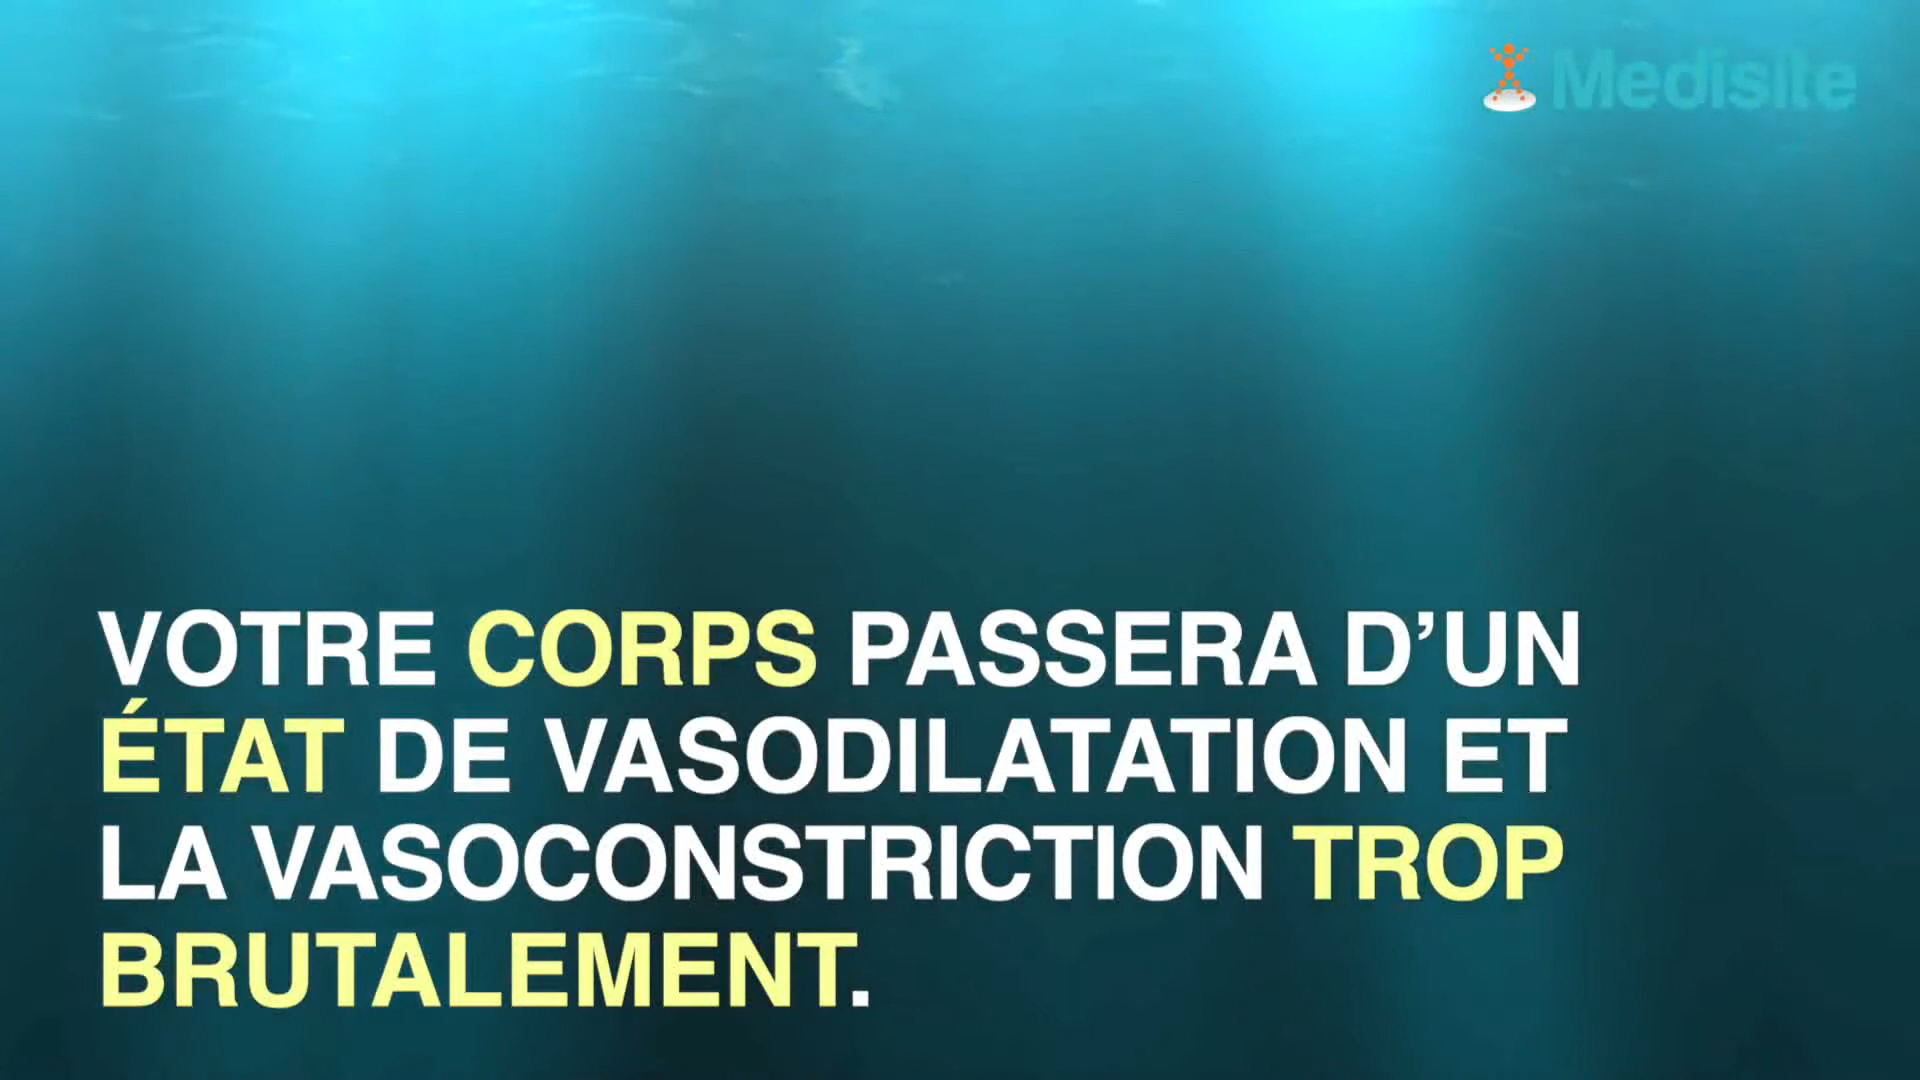 Medisite
VOTRE CORPS PASSERA D’UN
ÉTAT DE VASODILATATION ET
LA VASOCONSTRICTION TROP
BRUTALEMENT.